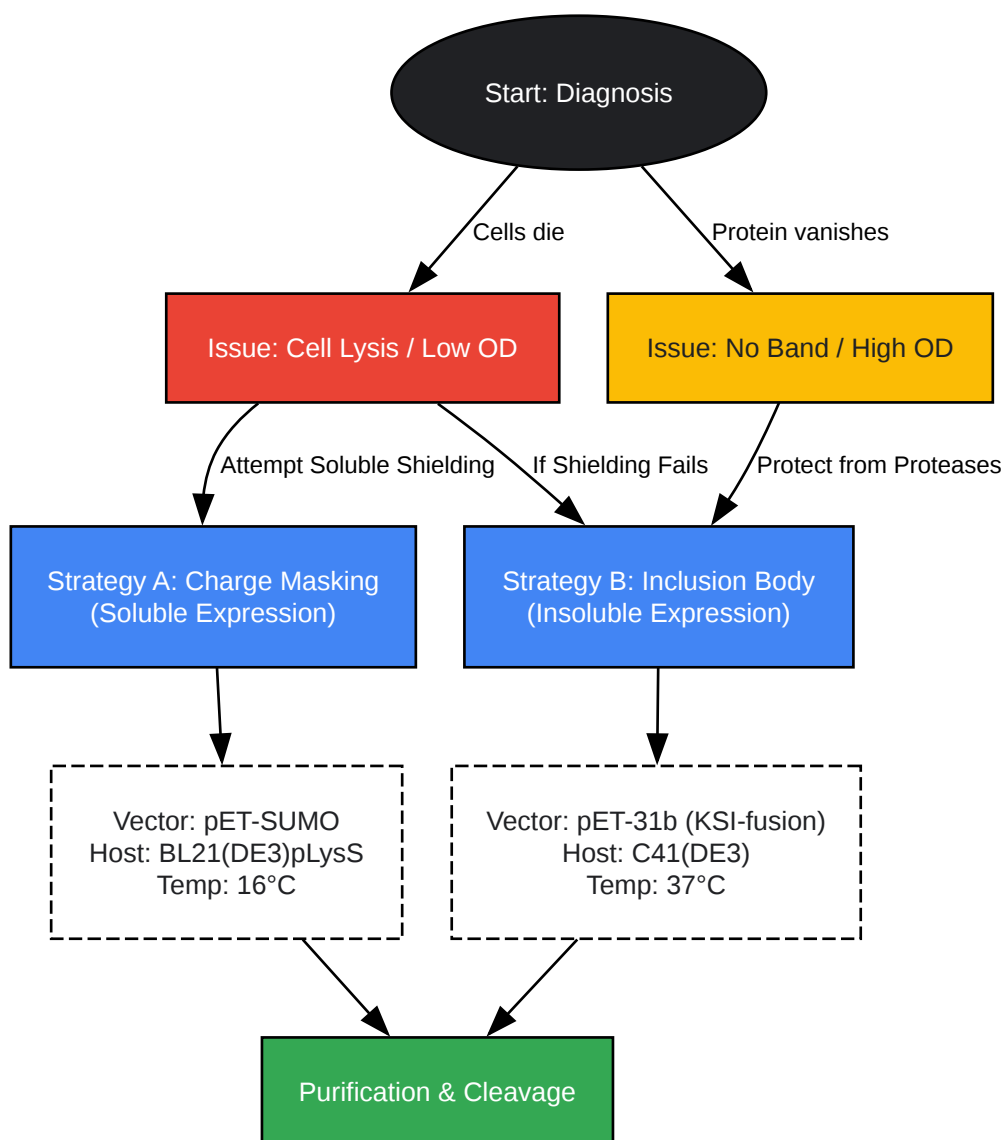 Start: Diagnosis
Cells die
Protein vanishes
Issue: Cell Lysis / Low OD
Issue: No Band / High OD
Attempt Soluble Shielding
If Shielding Fails
Protect from Proteases
Strategy A: Charge Masking
(Soluble Expression)
Strategy B: Inclusion Body
(Insoluble Expression)
Vector: pET-SUMO
Host: BL21(DE3)pLysS
Temp: 16°C
Vector: pET-31b (KSI-fusion)
Host: C41(DE3)
Temp: 37°C
Purification & Cleavage